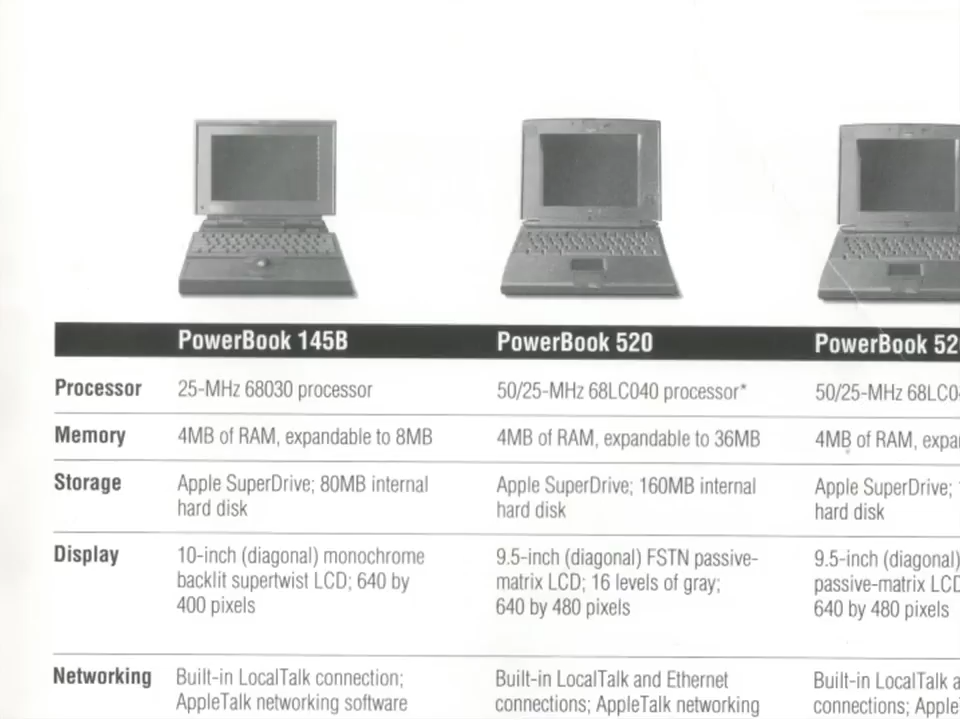 PowerBook 145B PowerBook 520
Processor 25-MHz 68030 processor 50/25-MHz 68LC040 processor* 50/25-MHz
Memory 4MB of RAM, expandable to 8MB 4MB of RAM, expandable to 36MB 4MB of RAM,
Storage Apple SuperDrive; 80MB internal Apple SuperDrive; 160MB internal Apple SuperDrive;
hard disk hard disk hard disk
Display 10-inch (diagonal) monochrome 9.5-inch (diagonal) FSTN passive- 9.5-inch (diagonal)
backlit supertwist LCD; 640 by matrix LCD; 16 levels of gray; passive-matrix LCD
400 pixels 640 by 480 pixels 640 by 480 pixels
Networking Built-in LocalTalk connection; Built-in LocalTalk and Ethernet Built-in LocalTalk
AppleTalk networking software connections; AppleTalk networking connections;